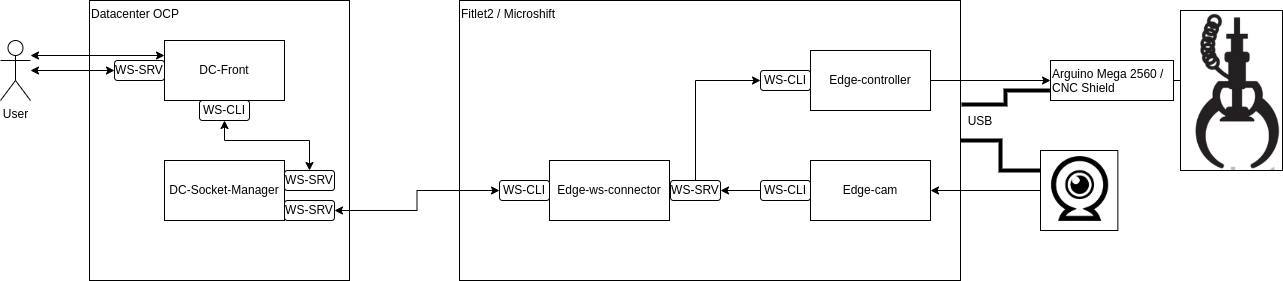 Datacenter OCP
Fitlet2 / Microshift
WS-SRV
DC-Front
WS-CLI
User
WS-CLI
Edge-controller
Arguino Mega 2560 /
CNC Shield
USB
DC-Socket-Manager
WS-SRV
WS-SRV
WS-CLI
Edge-ws-connector
WS-SRV
WS-CLI
Edge-cam